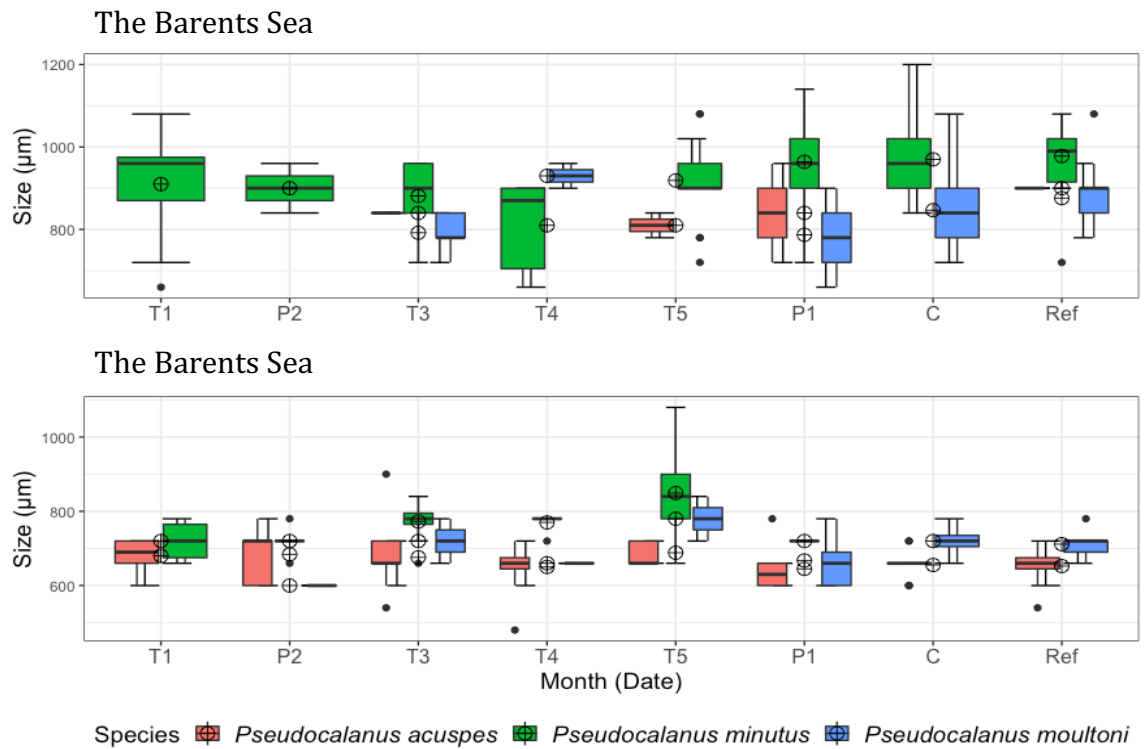 The Barents Sea
1200
1000
800
Size (µm)
T1 P2 T3 T4 T5 P1 C Ref
The Barents Sea
1000
800
600
Size (µm)
T1 P2 T3 T4 T5 P1 C Ref
Month (Date)
Species Pseudocalanus acuspes Pseudocalanus minutus Pseudocalanus moultoni